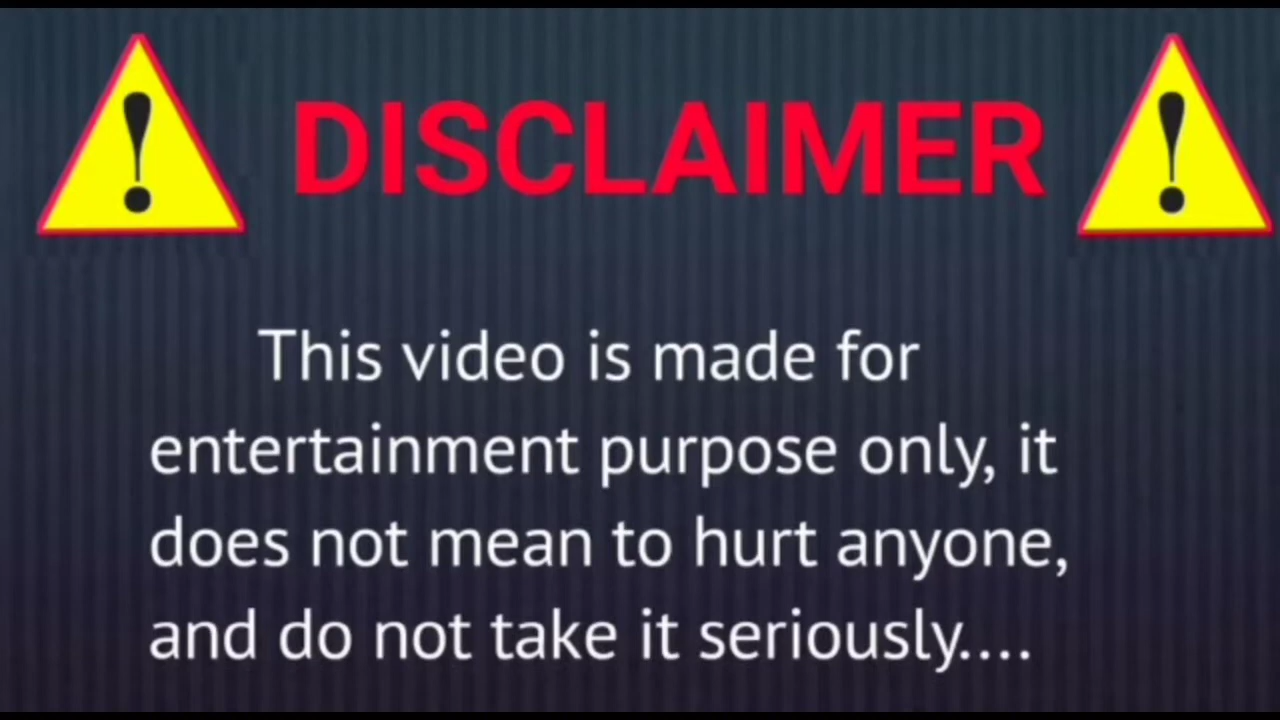 DISCLAIMER
This video is made for
entertainment purpose only, it
does not mean to hurt anyone,
and do not take it seriously....